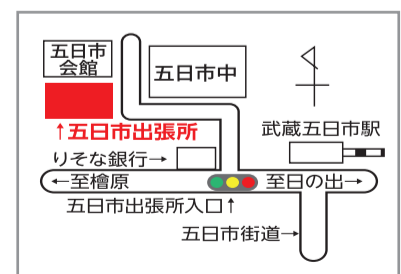 五日市
会館
五日市中
↑五日市出張所
武蔵五日市駅
りそな銀行→
←至檜原
至日の出→
五日市出張所入口↑
五日市街道→